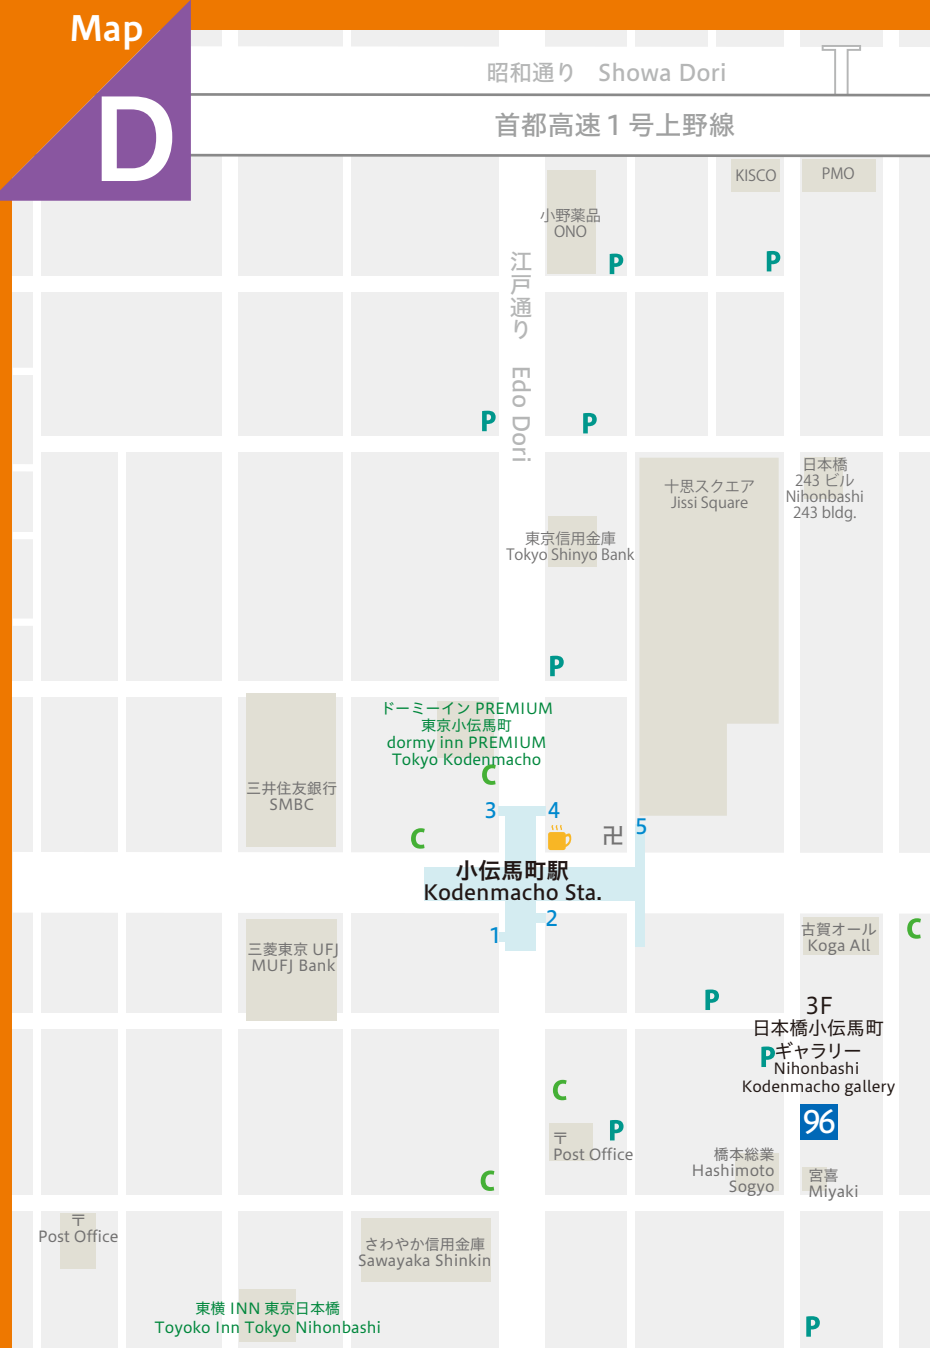 Map
D
昭和通り Showa Dori
首都高速1号上野線
KISCO
PMO
小野薬品
ONO
P
P
江戸通り Edo Dori
P
P
十思スクエア
Jissi Square
日本橋
243 ビル
Nihonbashi
243 bldg.
東京信用金庫
Tokyo Shinyo Bank
P
ドーミーイン PREMIUM
東京小伝馬町
dormy inn PREMIUM
Tokyo Kodenmacho
C
三井住友銀行
SMBC
3
4
5
C
卍
小伝馬町駅
Kodenmacho Sta.
1
2
三菱東京 UFJ
MUFJ Bank
古賀オール
Koga All
C
P
3F
日本橋小伝馬町
P
ギャラリー
Nihonbashi
Kodenmacho gallery
96
C
P
〒
Post Office
橋本総業
Hashimoto
Sogyo
宮喜
Miyaki
C
〒
Post Office
さわやか信用金庫
Sawayaka Shinkin
東横 INN 東京日本橋
Toyoko Inn Tokyo Nihonbashi
P